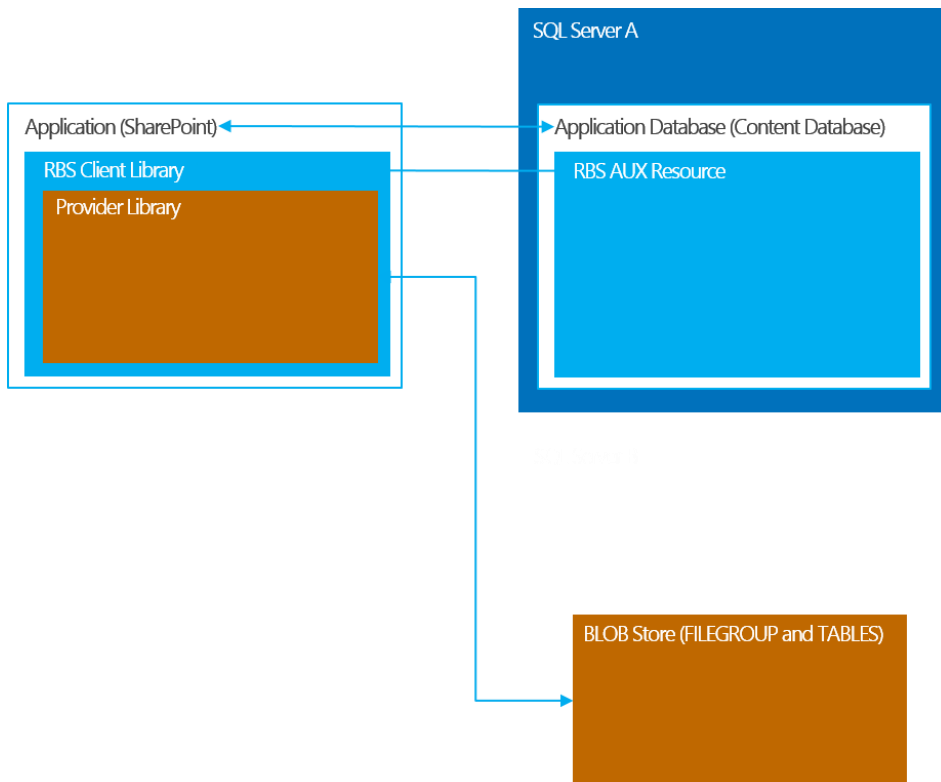 SQL Server A
Application (SharePoint)
Application Database (Content Database)
RBS Client Library
RBS AUX Resource
Provider Library
BLOB Store (FILEGROUP and TABLES)